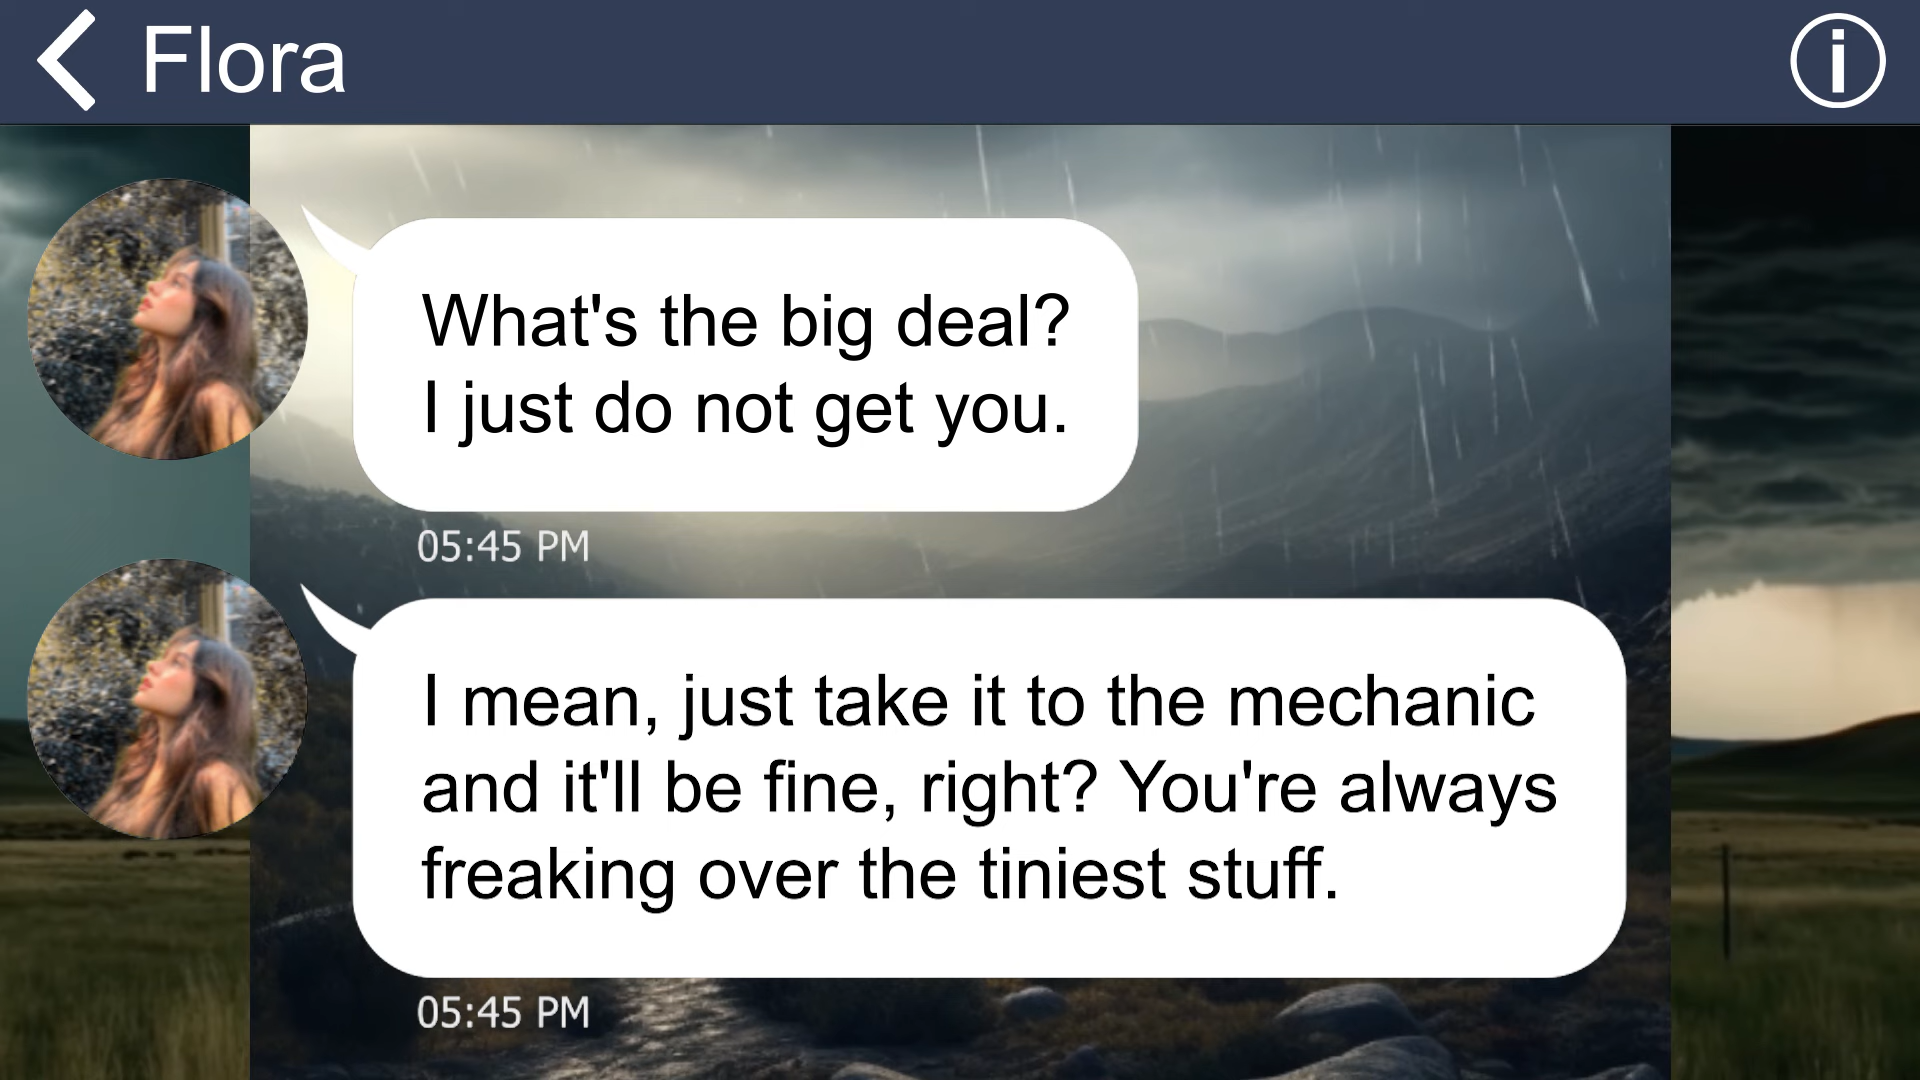 Flora
What's the big deal?
I just do not get you.
05:45 PM
I mean, just take it to the mechanic
and it'll be fine, right? You're always
freaking over the tiniest stuff.
05:45 PM